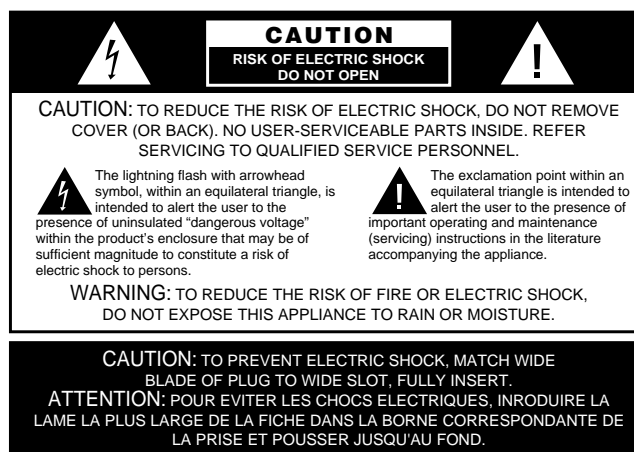 CAUTION
RISK OF ELECTRIC SHOCK
DO NOT OPEN
!
CAUTION: TO REDUCE THE RISK OF ELECTRIC SHOCK, DO NOT REMOVE
COVER (OR BACK). NO USER-SERVICEABLE PARTS INSIDE. REFER
SERVICING TO QUALIFIED SERVICE PERSONNEL.
The lightning flash with arrowhead
symbol, within an equilateral triangle, is
intended to alert the user to the
presence of uninsulated “dangerous voltage”
within the product's enclosure that may be of
sufficient magnitude to constitute a risk of
electric shock to persons.
!
The exclamation point within an
equilateral triangle is intended to
alert the user to the presence of
important operating and maintenance
(servicing) instructions in the literature
accompanying the appliance.
WARNING: TO REDUCE THE RISK OF FIRE OR ELECTRIC SHOCK,
DO NOT EXPOSE THIS APPLIANCE TO RAIN OR MOISTURE.
CAUTION: TO PREVENT ELECTRIC SHOCK, MATCH WIDE
BLADE OF PLUG TO WIDE SLOT, FULLY INSERT.
ATTENTION: POUR EVITER LES CHOCS ELECTRIQUES, INRODUIRE LA
LAME LA PLUS LARGE DE LA FICHE DANS LA BORNE CORRESPONDANTE DE
LA PRISE ET POUSSER JUSQU'AU FOND.